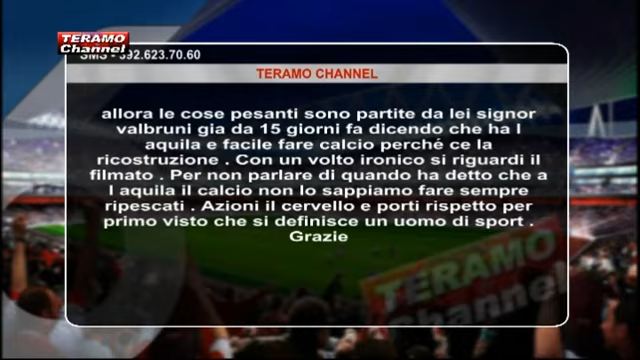 TERAMO
Channel
SMS - 392.623.70.60
TERAMO CHANNEL
allora le cose pesanti sono partite da lei signor
valbruni gia da 15 giorni fa dicendo che ha l
aquila e facile fare calcio perché ce la
ricostruzione . Con un volto ironico si riguardi il
filmato . Per non parlare di quando ha detto che a
l aquila il calcio non lo sappiamo fare sempre
ripescati . Azioni il cervello e porti rispetto per
primo visto che si definisce un uomo di sport .
Grazie
TERAMO
Channel